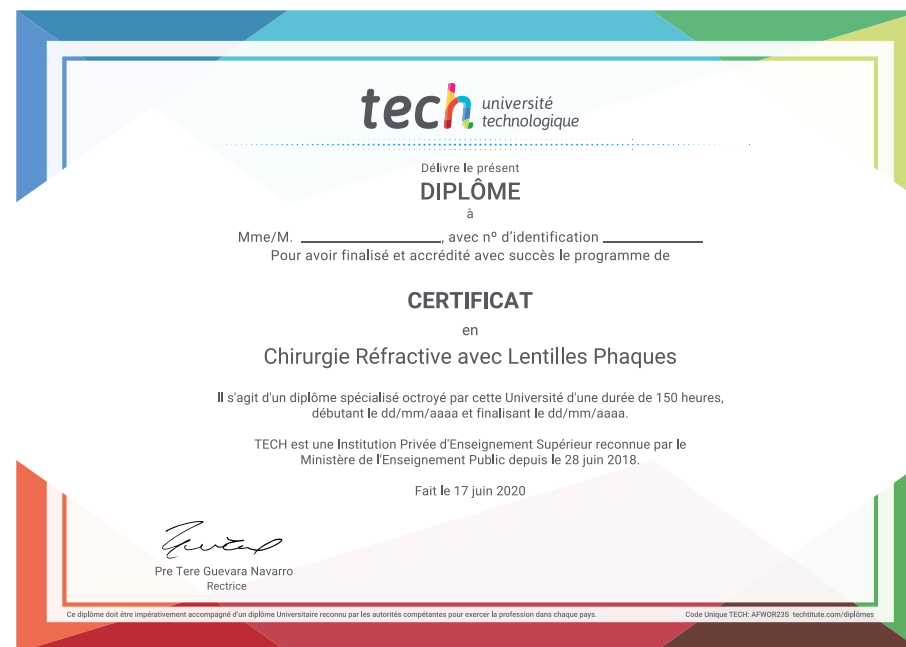 tech université
technologique
Délivre le présent
DIPLÔME
à
Mme/M. ____________________, avec nº d'identification ______________
Pour avoir finalisé et accrédité avec succès le programme de
CERTIFICAT
en
Chirurgie Réfractive avec Lentilles Phaques
Il s'agit d'un diplôme spécialisé octroyé par cette Université d'une durée de 150 heures,
débutant le dd/mm/aaaa et finalisant le dd/mm/aaaa.
TECH est une Institution Privée d'Enseignement Supérieur reconnue par le
Ministère de l'Enseignement Public depuis le 28 juin 2018.
Fait le 17 juin 2020
Pre Tere Guevara Navarro
Rectrice
Ce diplôme doit être impérativement accompagné d'un diplôme Universitaire reconnu par les autorités compétantes pour exercer la profession dans chaque pays.
Code Unique TECH: AFWOR23S techtitute.com/diplômes